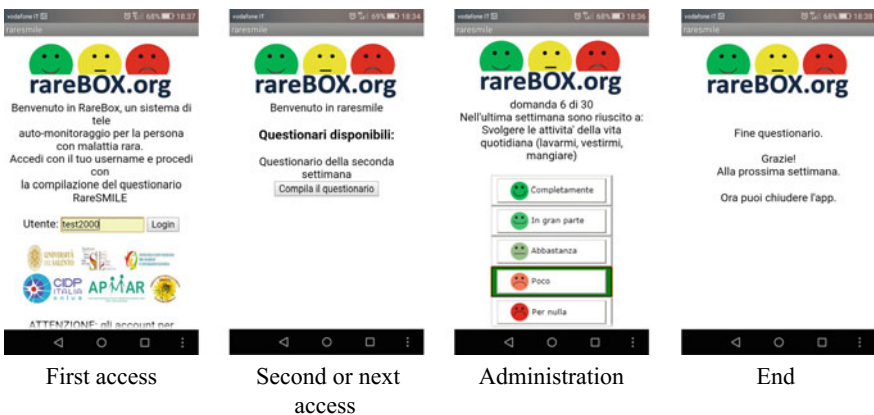 vodafone IT 68% 18:37
raresmile
rareBOX.org
Benvenuto in RareBox, un sistema di
tele
auto-monitoraggio per la persona
con malattia rara.
Accedi con il tuo username e procedi
con
la compilazione del questionario
RareSMILE
Utente: test2000 Login
UNIVERSITÀ
DEL SALENTO
CIDP
ITALIA
onlus
APMAR
ATTENZIONE: gli account per
First access
vodafone IT 69% 18:34
raresmile
rareBOX.org
Benvenuto in raresmile
Questionari disponibili:
Questionario della seconda
settimana
Compila il questionario
Second or next
access
vodafone IT 68% 18:36
raresmile
rareBOX.org
domanda 6 di 30
Nell'ultima settimana sono riuscito a:
Svolgere le attivita' della vita
quotidiana (lavarmi, vestirmi,
mangiare)
Completamente
In gran parte
Abbastanza
Poco
Per nulla
Administration
vodafone IT 68% 18:38
raresmile
rareBOX.org
Fine questionario.
Grazie!
Alla prossima settimana.
Ora puoi chiudere l'app.
End